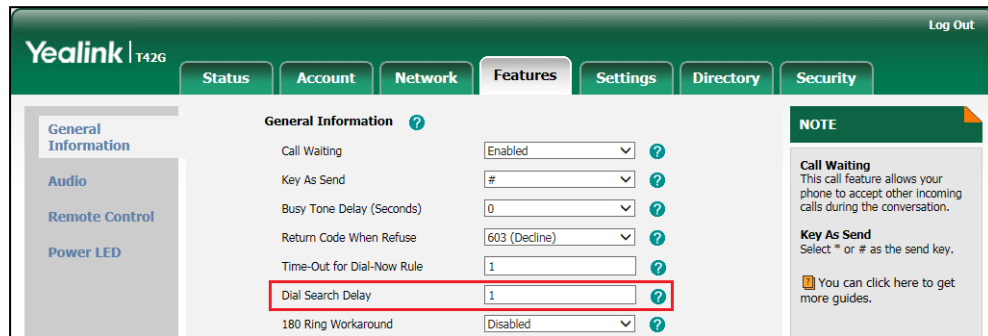 Log Out
Yealink T42G
Status Account Network Features Settings Directory Security
General Information
Audio
Remote Control
Power LED
General Information ?
Call Waiting Enabled ?
Key As Send # ?
Busy Tone Delay (Seconds) 0 ?
Return Code When Refuse 603 (Decline) ?
Time-Out for Dial-Now Rule 1 ?
Dial Search Delay 1 ?
180 Ring Workaround Disabled ?
NOTE
Call Waiting
This call feature allows your
phone to accept other incoming
calls during the conversation.
Key As Send
Select * or # as the send key.
You can click here to get
more guides.